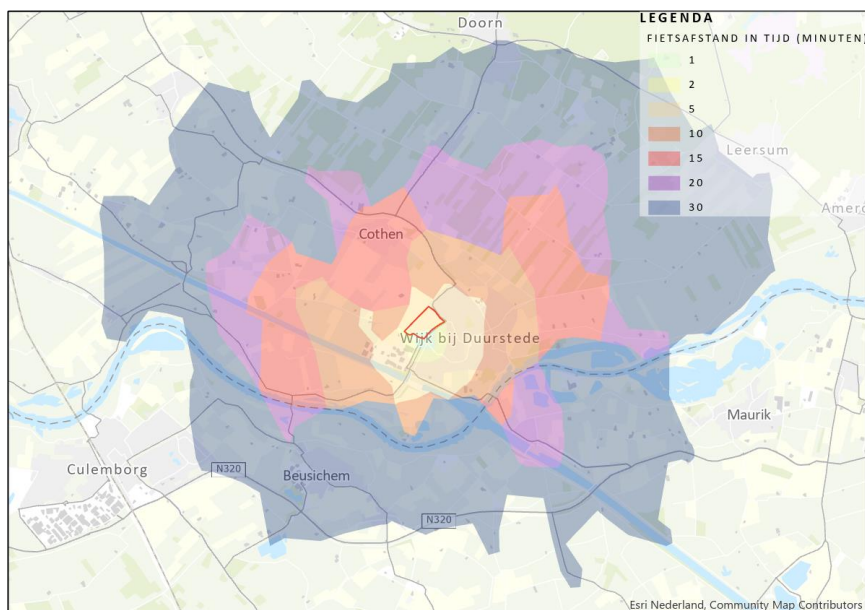 Doorn
LEGENDA
FIETSAFSTAND IN TIJD (MINUTEN)
1
2
5
10
15
20
30
Leersum
Cothen
Wijk bij Duurstede
Maurik
Culemborg
Beusichem
N320
N320
Esri Nederland, Community Map Contributors